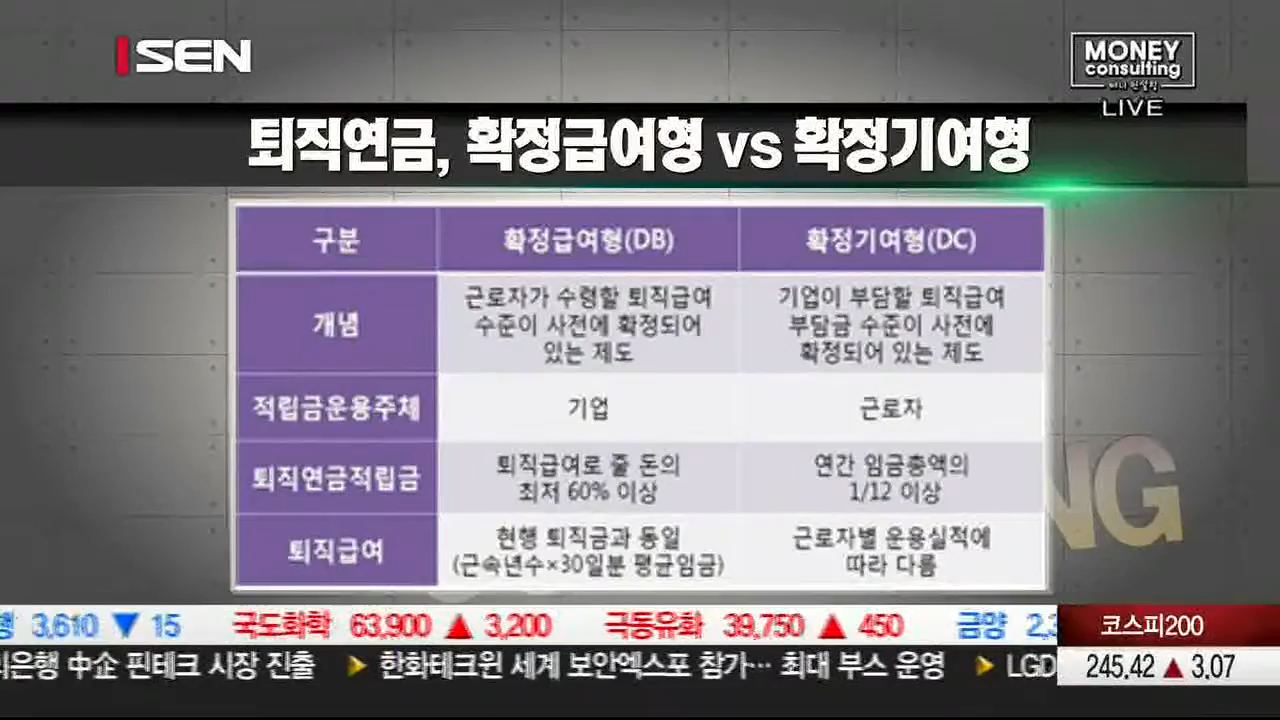 SEN
MONEY
consulting
머니 컨설팅
LIVE
퇴직연금, 확정급여형 vs 확정기여형
구분
확정급여형(DB)
확정기여형(DC)
개념
근로자가 수령할 퇴직급여
수준이 사전에 확정되어
있는 제도
기업이 부담할 퇴직급여
부담금 수준이 사전에
확정되어 있는 제도
적립금운용주체
기업
근로자
퇴직연금적립금
퇴직급여로 줄 돈의
최저 60% 이상
연간 임금총액의
1/12 이상
퇴직급여
현행 퇴직금과 동일
(근속년수×30일분 평균임금)
근로자별 운용실적에
따라 다름
NG
3,610 ▼ 15 국도화학 63,900 ▲ 3,200 극동유화 39,750 ▲ 450 금양 2,3
코스피200
은행 中企 핀테크 시장 진출 ▶ 한화테크윈 세계 보안엑스포 참가… 최대 부스 운영 ▶ LGD
245.42 ▲ 3.07